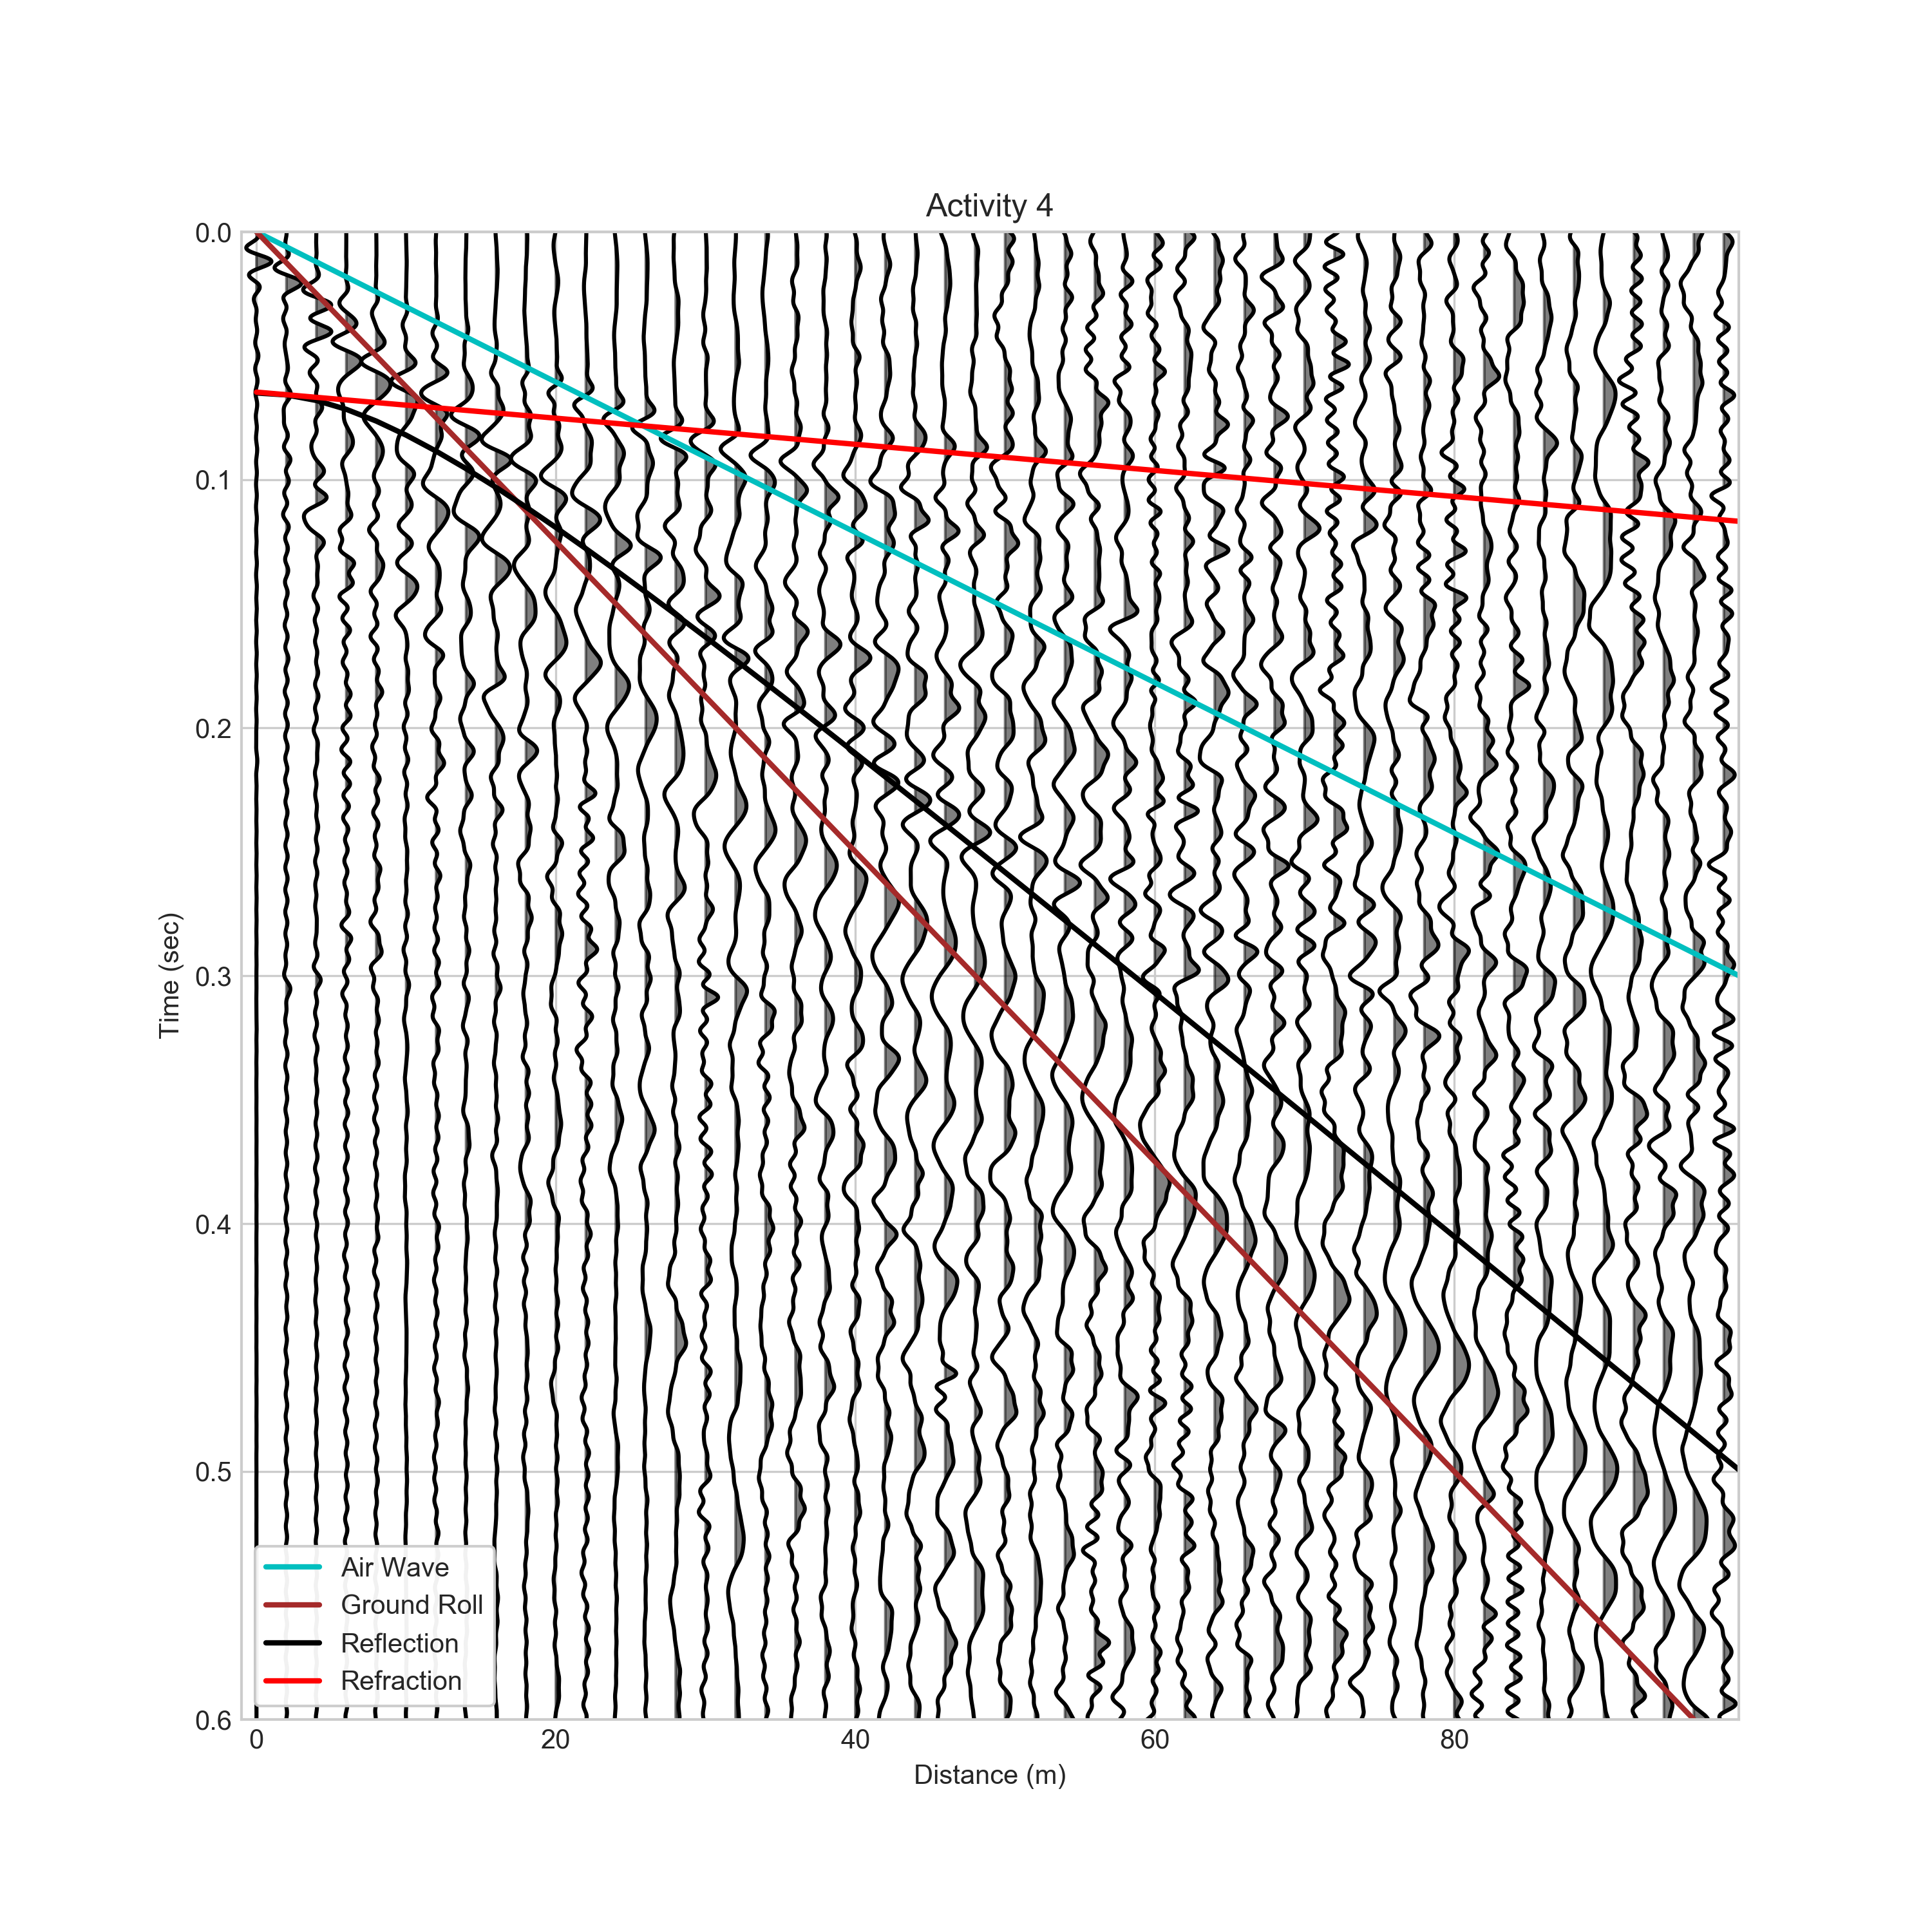 Activity 4
0.0
0.1
0.2
0.3
0.4
0.5
0.6
Time (sec)
Air Wave
Ground Roll
Reflection
Refraction
0 20 40 60 80
Distance (m)